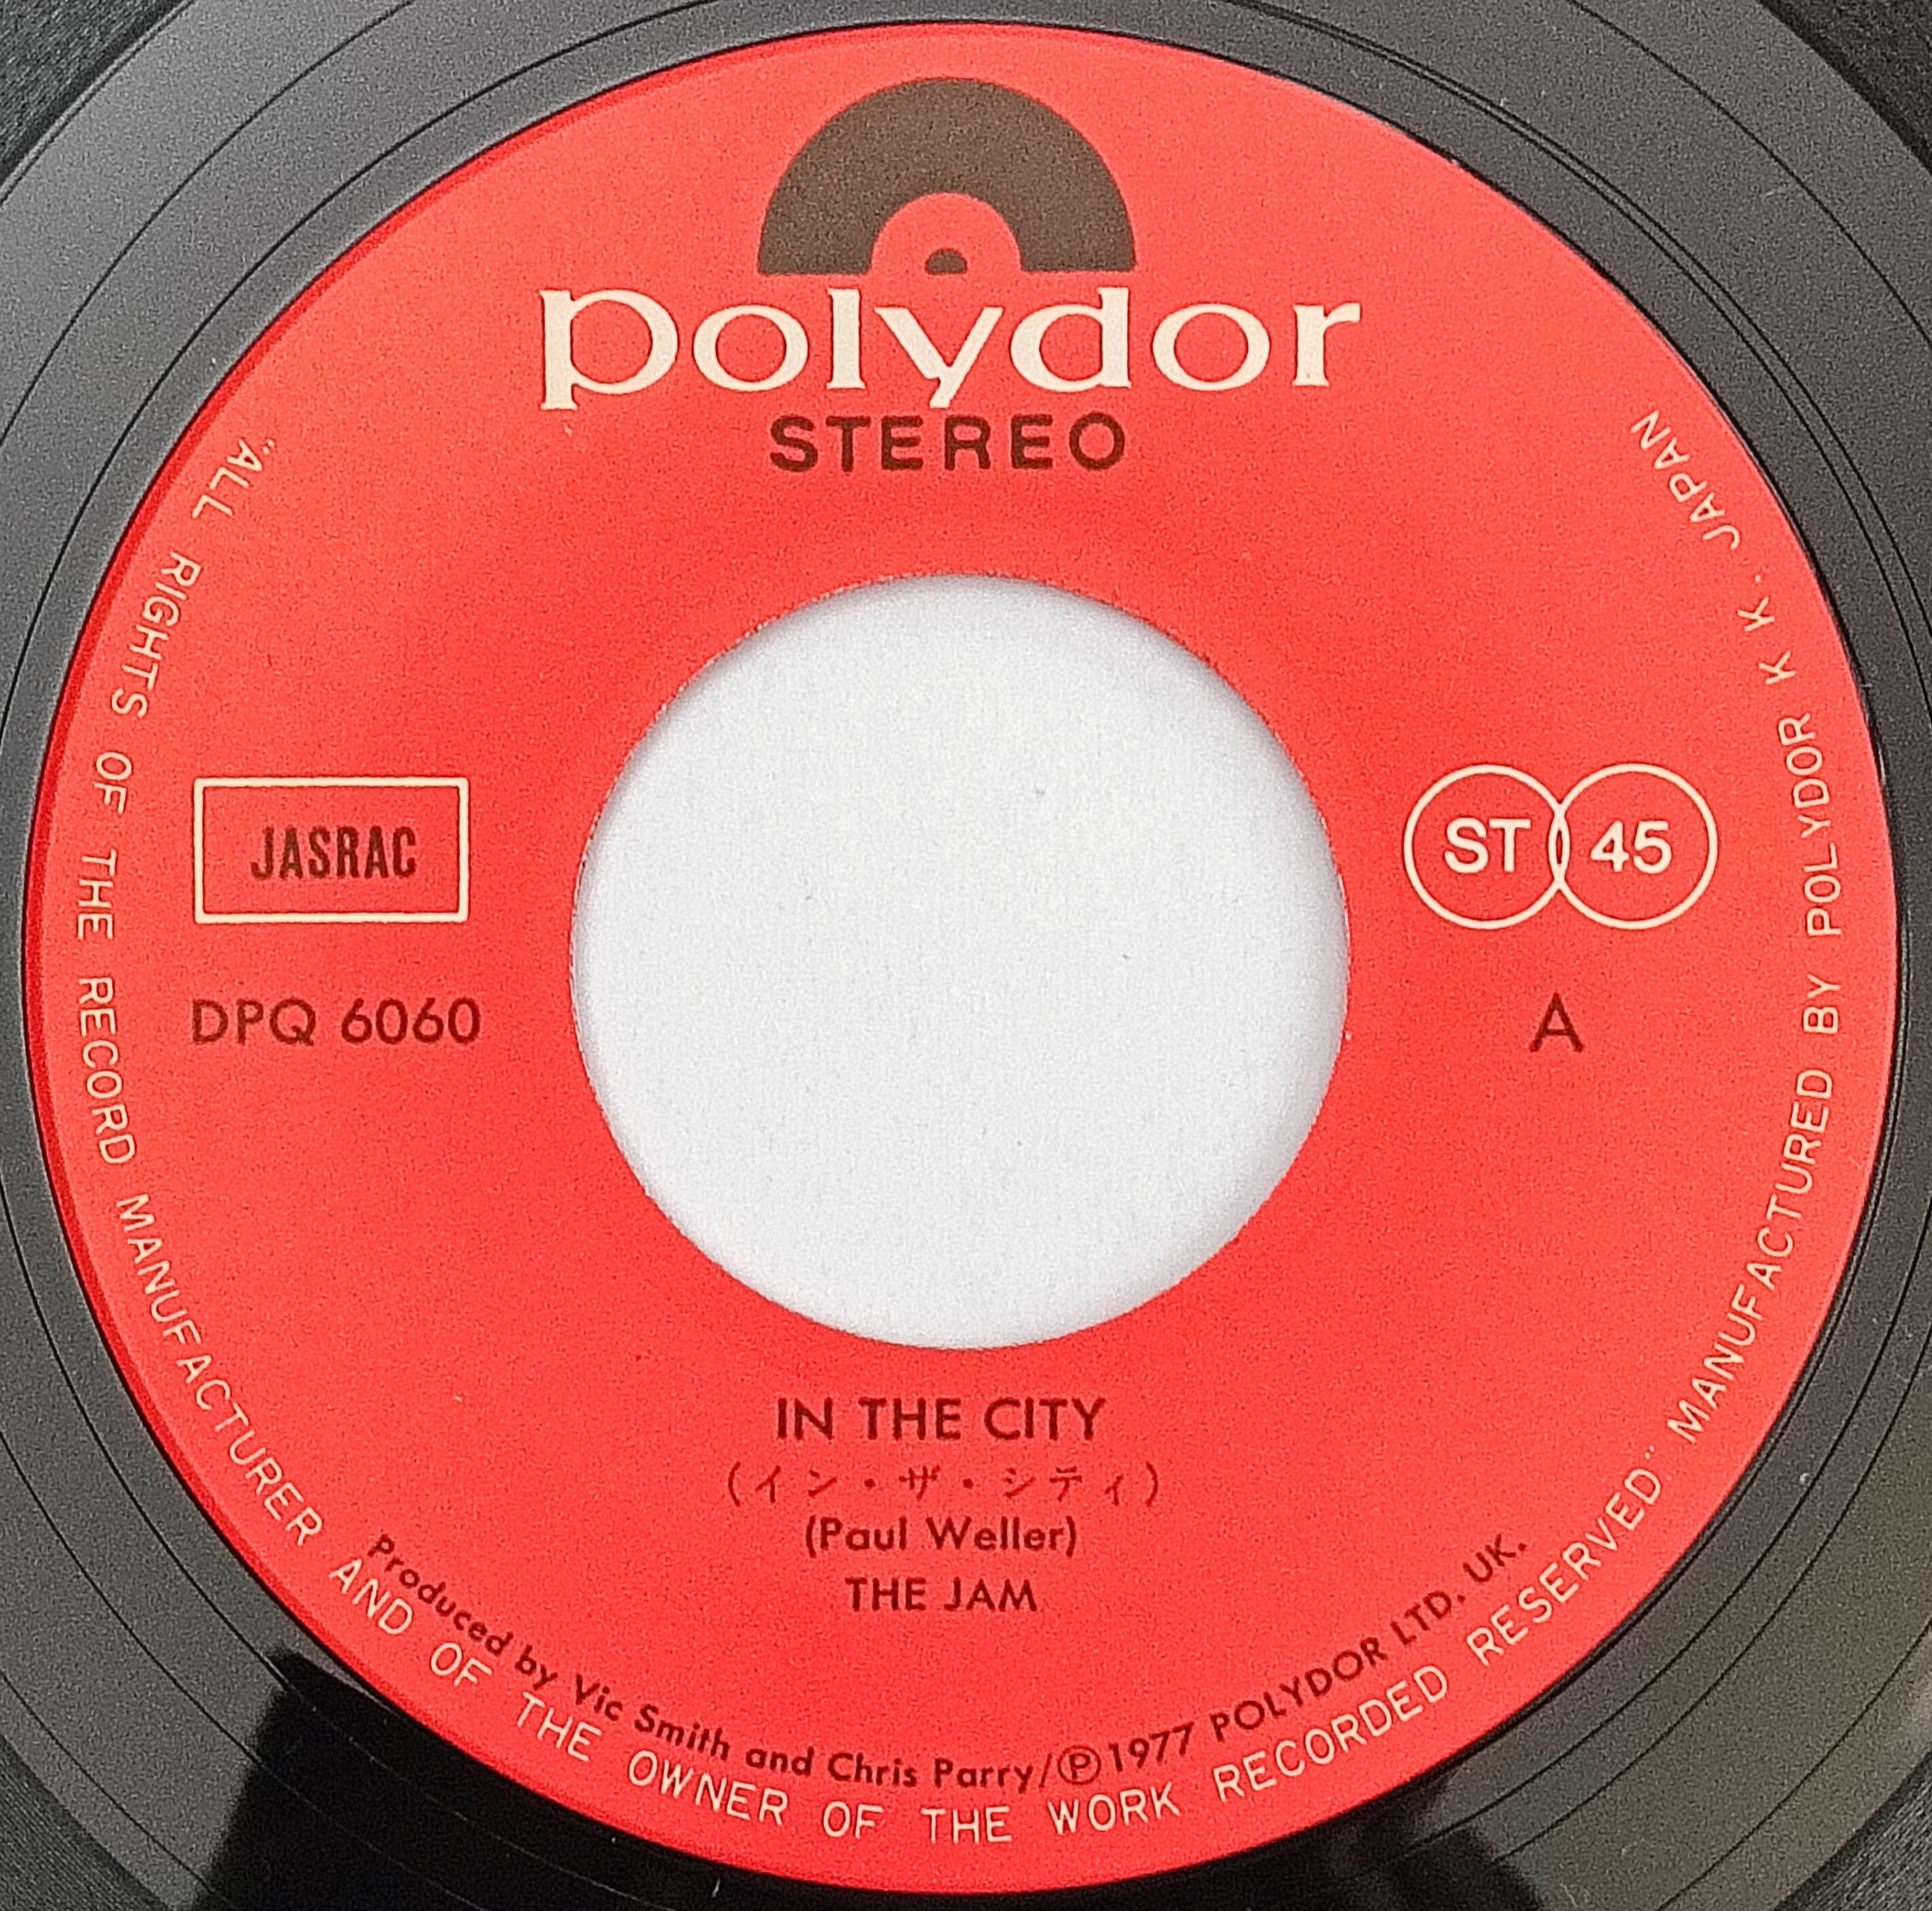 polydor
STEREO
JASRAC
ST 45
DPQ 6060
A
IN THE CITY
(イン・ザ・シティ)
(Paul Weller)
THE JAM
Produced by Vic Smith and Chris Parry/Ⓟ1977 POLYDOR LTD. UK.
"ALL RIGHTS OF THE RECORD MANUFACTURER AND OF THE OWNER OF THE WORK RECORDED RESERVED" MANUFACTURED BY POLYDOR K K. JAPAN